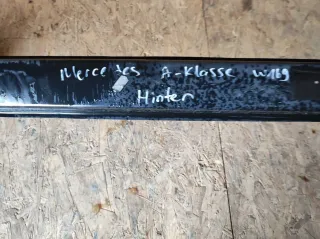 Mercedes A-Klasse W169
Hinten